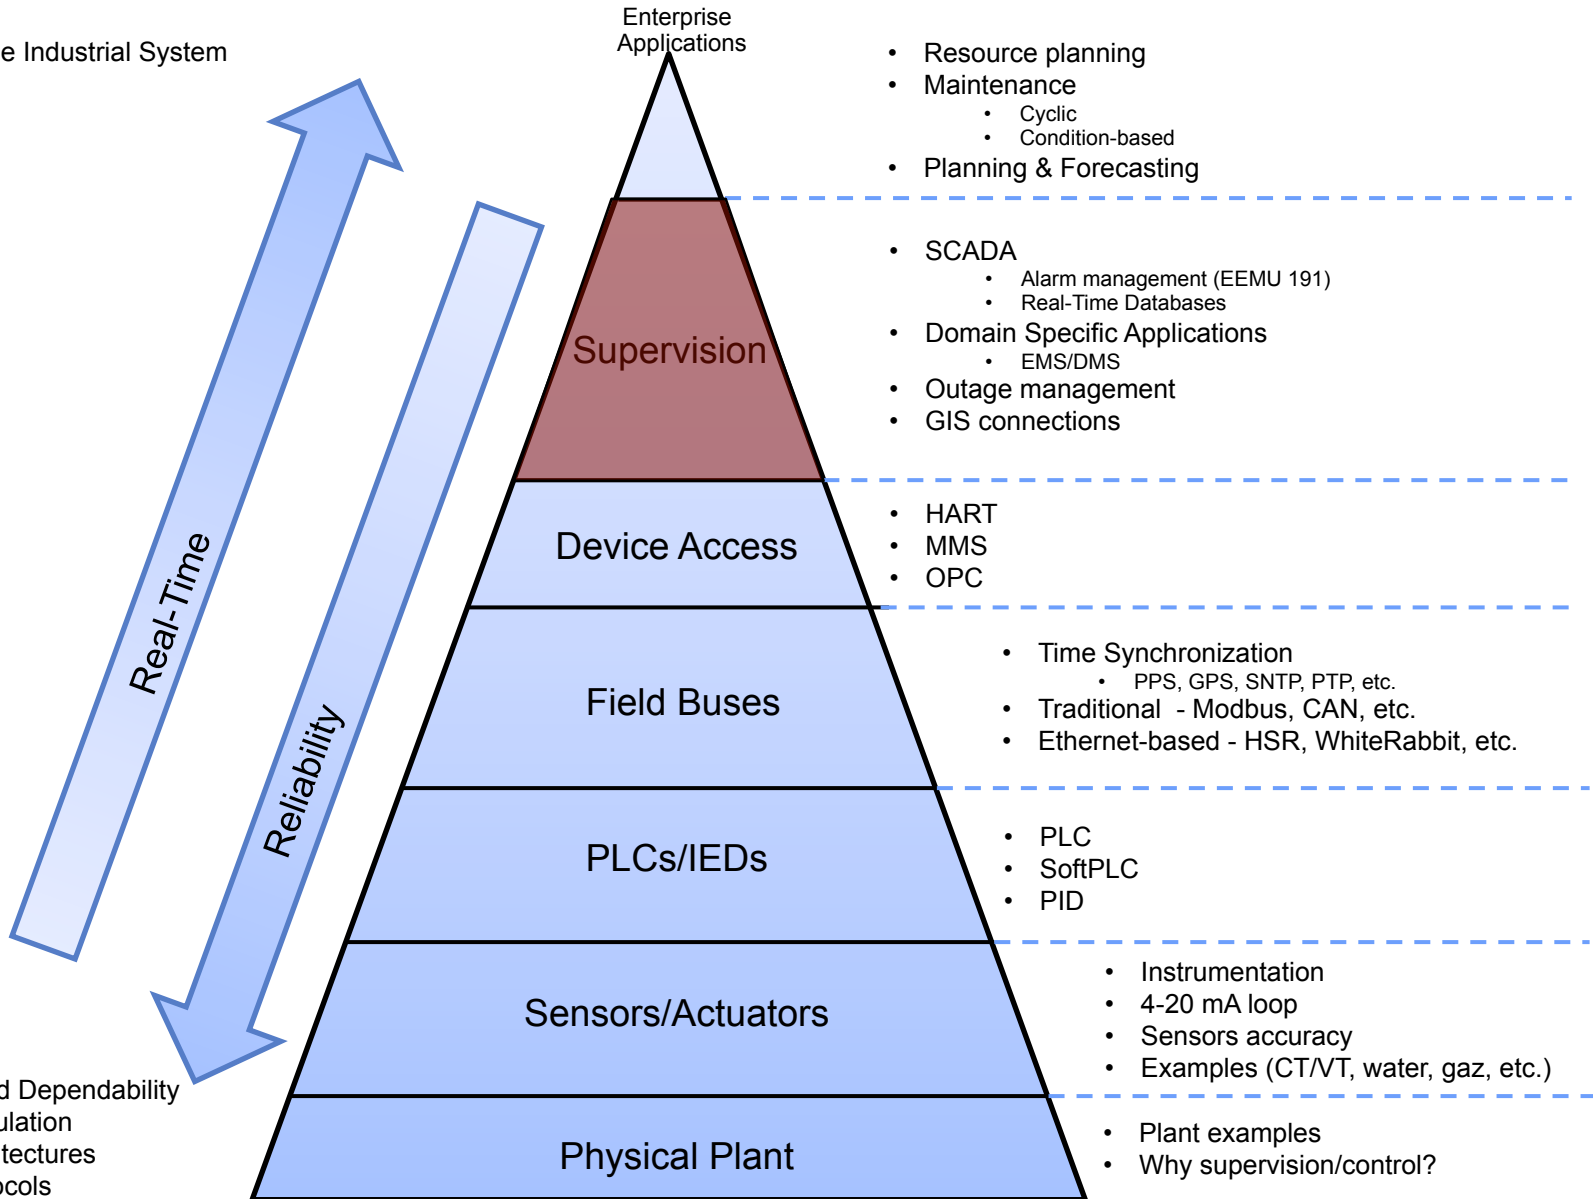 Enterprise
Applications
e Industrial System
• Resource planning
• Maintenance
• Cyclic
• Condition-based
• Planning & Forecasting
Supervision
• SCADA
• Alarm management (EEMU 191)
• Real-Time Databases
• Domain Specific Applications
• EMS/DMS
• Outage management
• GIS connections
Device Access
• HART
• MMS
• OPC
Real-Time
Field Buses
• Time Synchronization
• PPS, GPS, SNTP, PTP, etc.
• Traditional - Modbus, CAN, etc.
• Ethernet-based - HSR, WhiteRabbit, etc.
Reliability
PLCs/IEDs
• PLC
• SoftPLC
• PID
Sensors/Actuators
• Instrumentation
• 4-20 mA loop
• Sensors accuracy
• Examples (CT/VT, water, gaz, etc.)
d Dependability
ulation
tectures
ocols
Physical Plant
• Plant examples
• Why supervision/control?